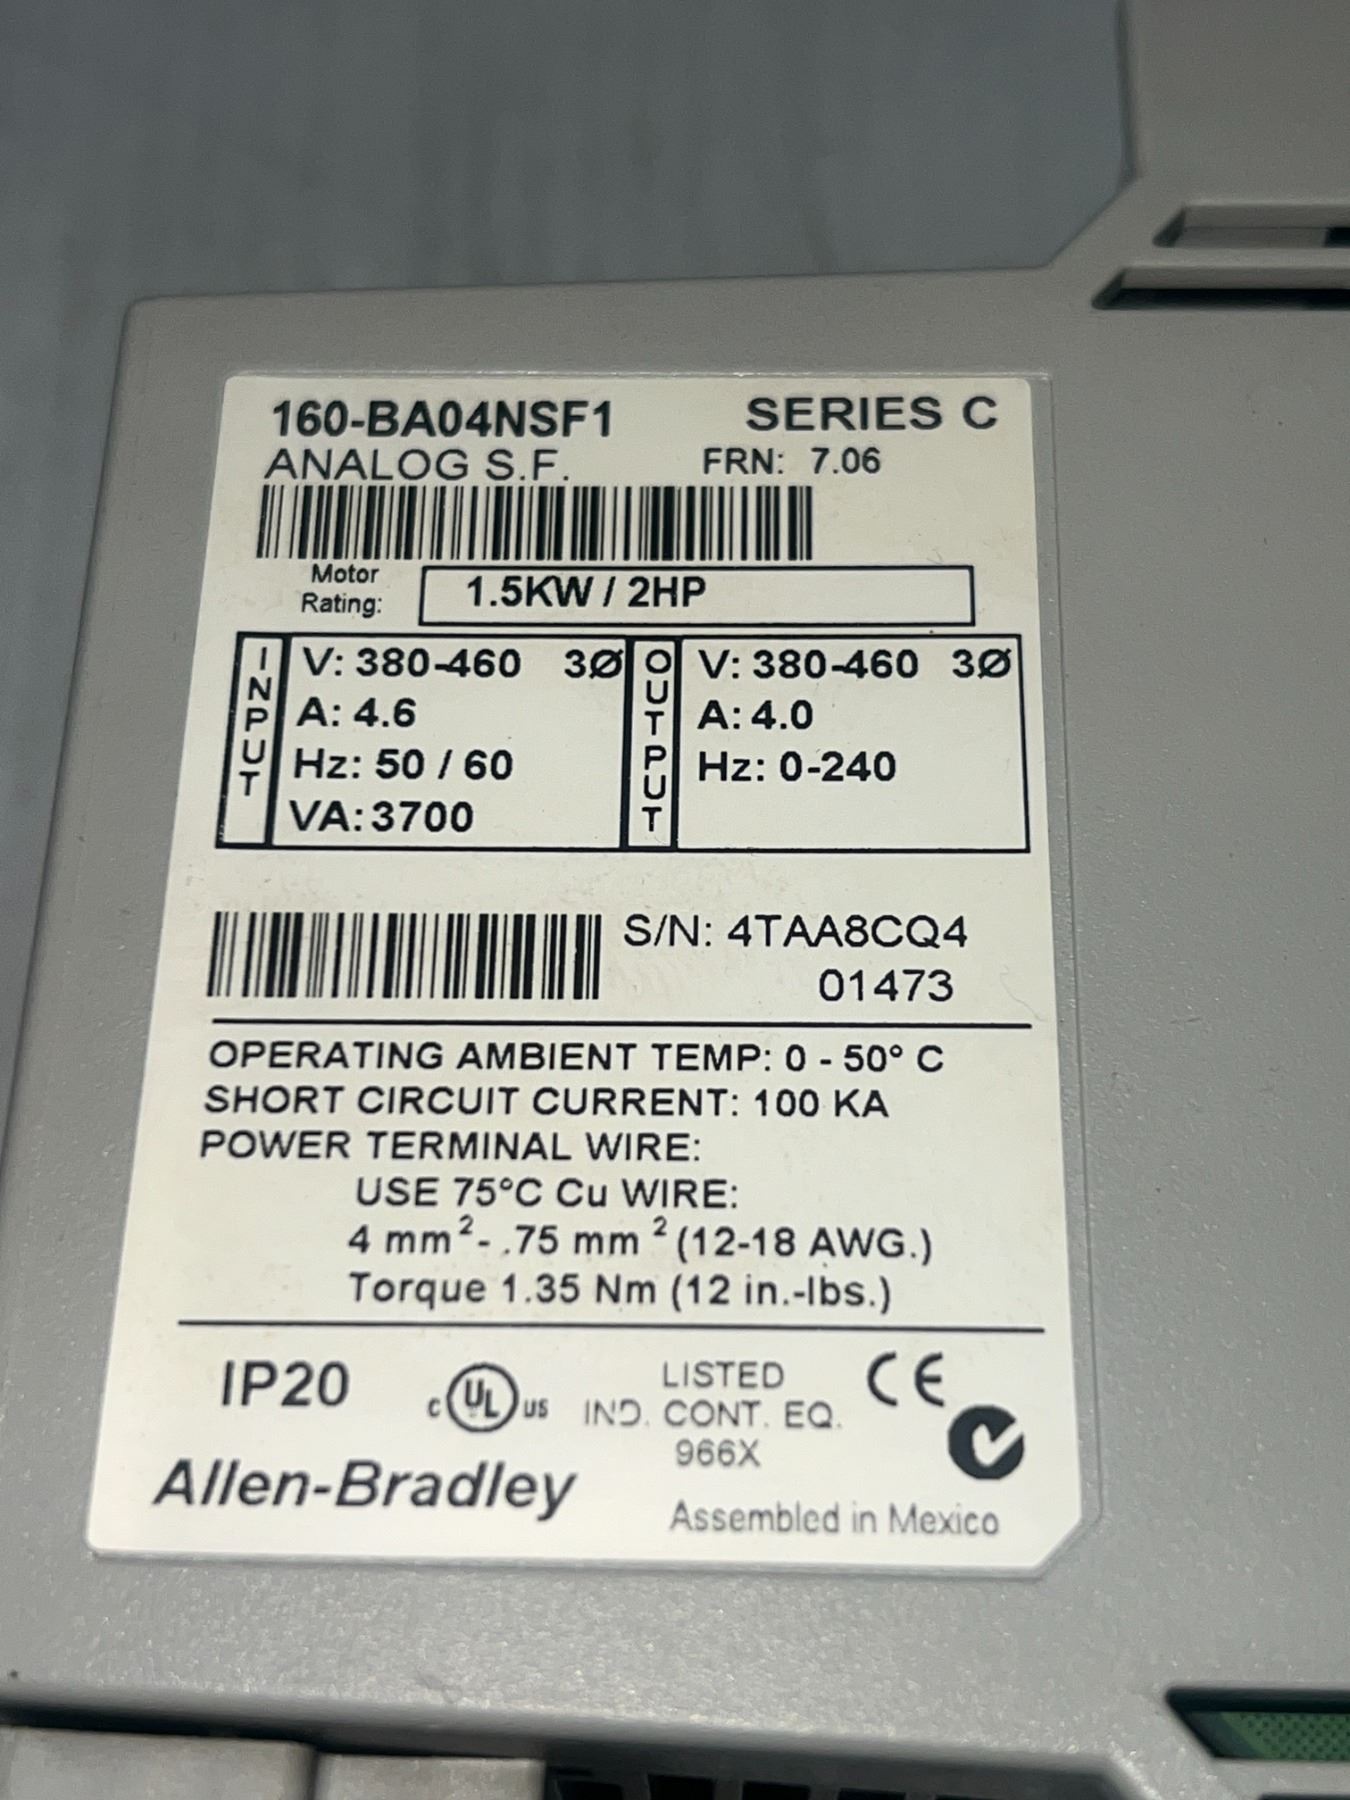 160-BA04NSF1 SERIES C
ANALOG S.F. FRN: 7.06
Motor Rating: 1.5KW / 2HP
INPUT
V: 380-460 3Ø
A: 4.6
Hz: 50 / 60
VA: 3700
OUTPUT
V: 380-460 3Ø
A: 4.0
Hz: 0-240
S/N: 4TAA8CQ4
01473
OPERATING AMBIENT TEMP: 0 - 50° C
SHORT CIRCUIT CURRENT: 100 KA
POWER TERMINAL WIRE:
USE 75°C Cu WIRE:
4 mm²- .75 mm ² (12-18 AWG.)
Torque 1.35 Nm (12 in.-lbs.)
IP20
c UL us
LISTED
IND. CONT. EQ.
966X
CE
Allen-Bradley
Assembled in Mexico